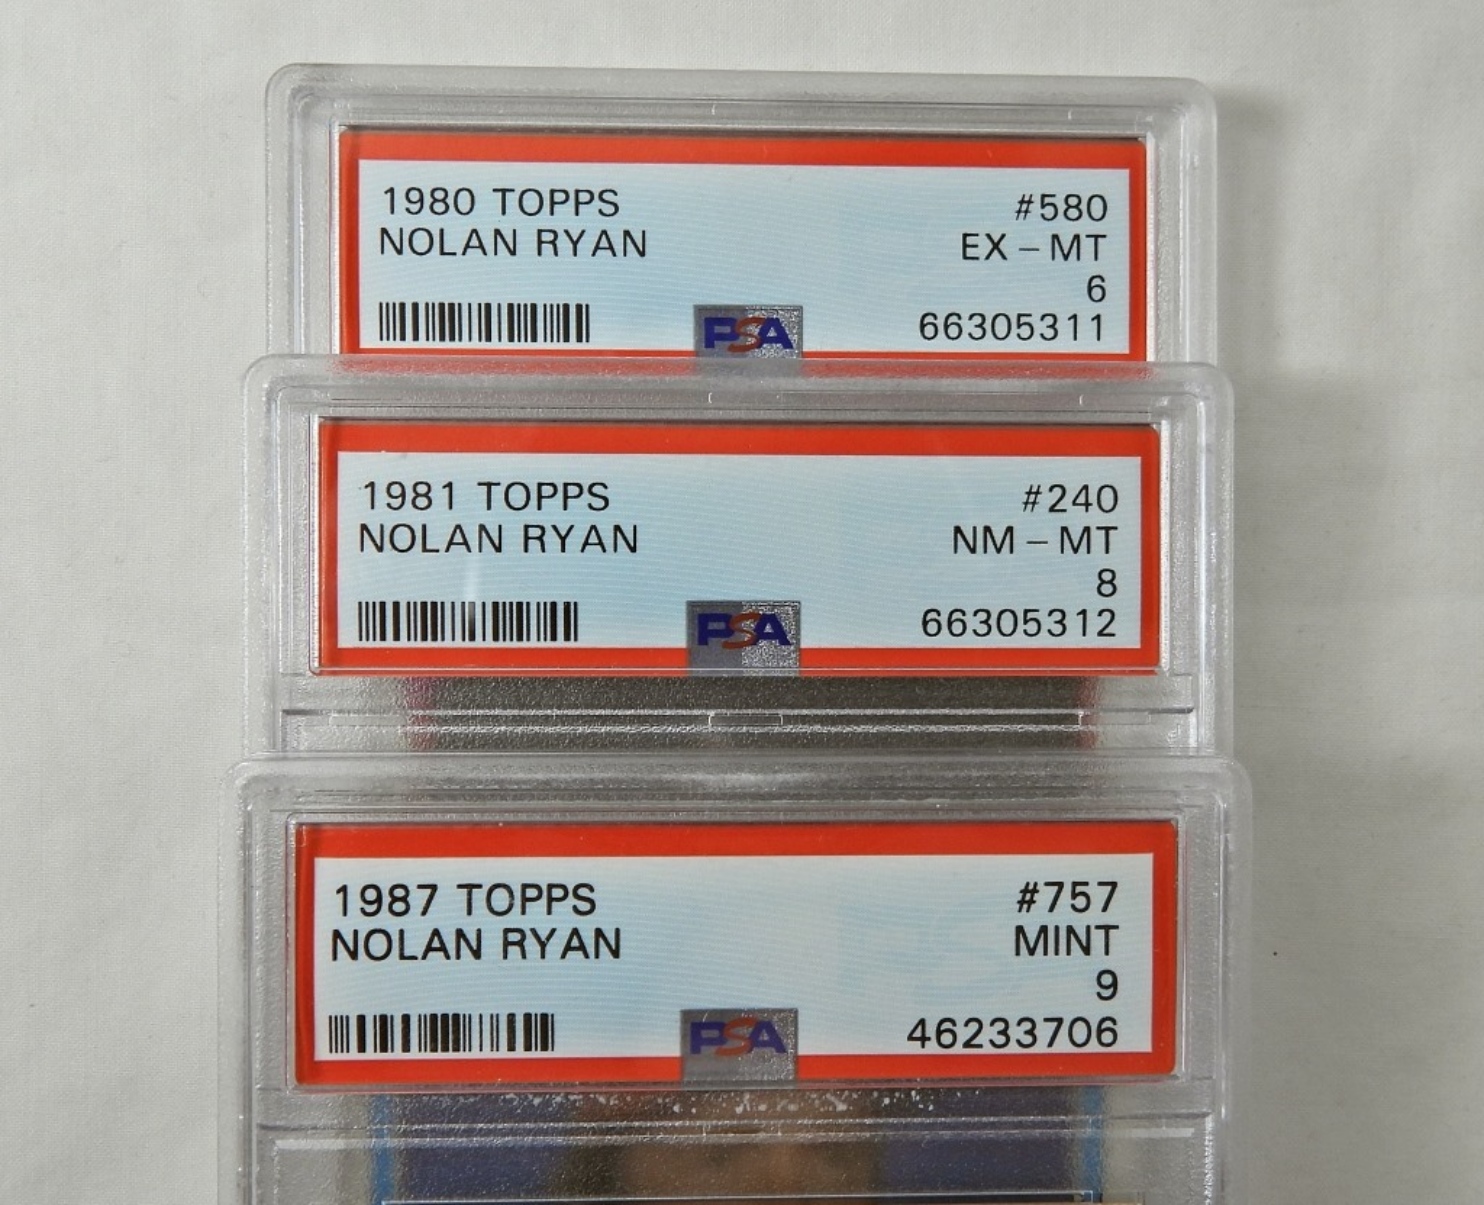 1980 TOPPS #580
NOLAN RYAN EX - MT
6
PSA 66305311
1981 TOPPS #240
NOLAN RYAN NM - MT
8
PSA 66305312
1987 TOPPS #757
NOLAN RYAN MINT
9
PSA 46233706